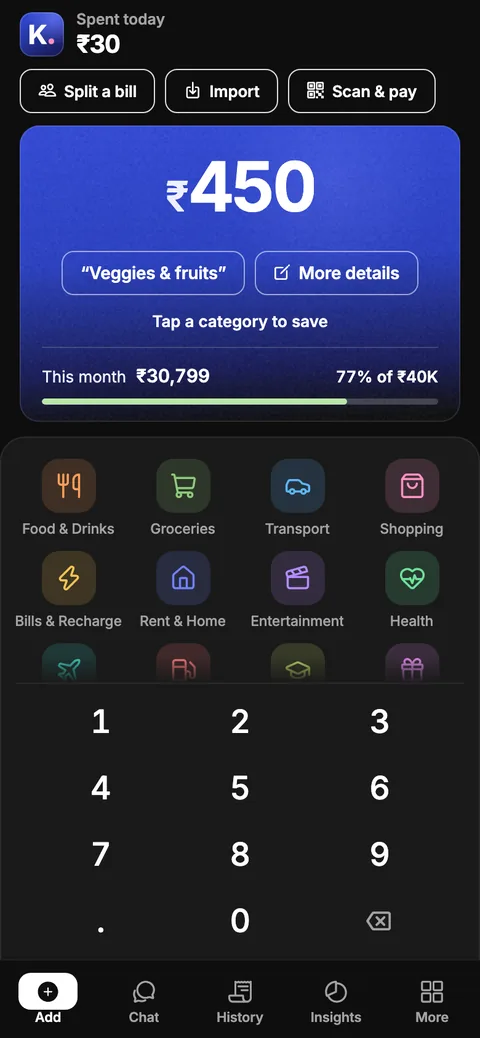 K.
Spent today
₹30
Split a bill
Import
Scan & pay
₹450
“Veggies & fruits”
More details
Tap a category to save
This month ₹30,799
77% of ₹40K
Food & Drinks
Groceries
Transport
Shopping
Bills & Recharge
Rent & Home
Entertainment
Health
1 2 3
4 5 6
7 8 9
. 0
Add
Chat
History
Insights
More